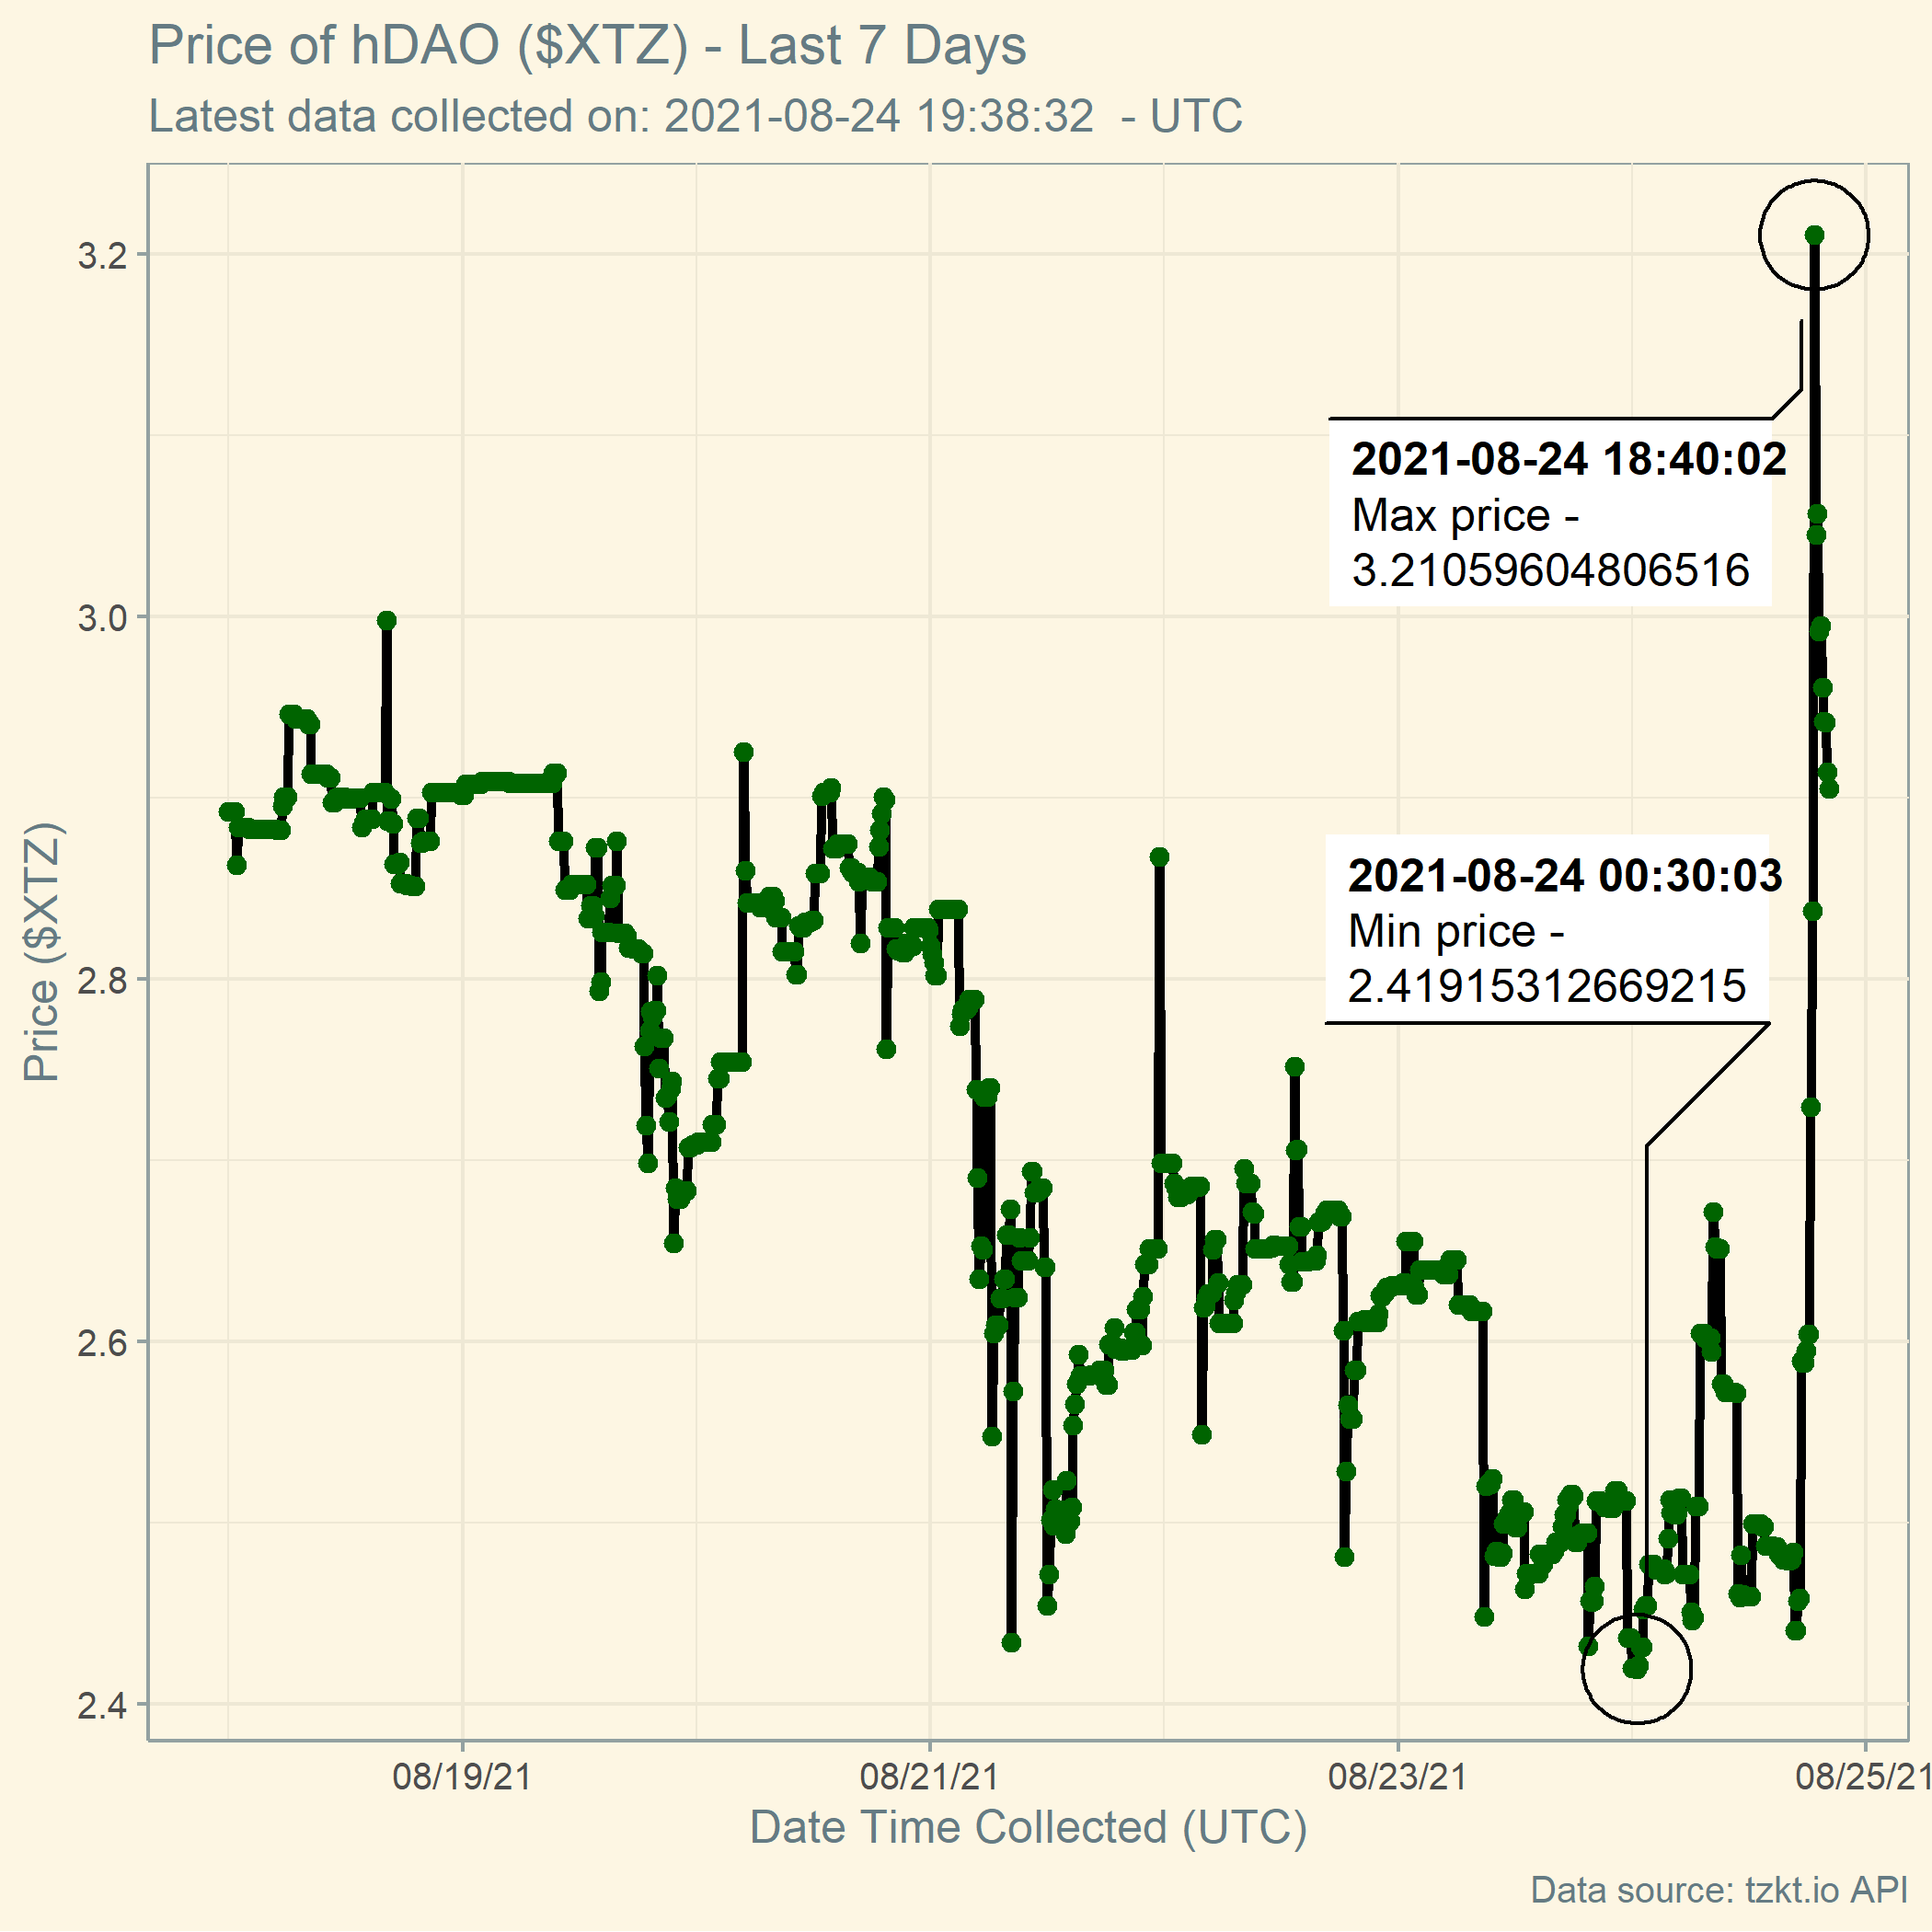 Price of hDAO ($XTZ) - Last 7 Days
Latest data collected on: 2021-08-24 19:38:32  - UTC
3.2
3.0
2.8
2.6
2.4
Price ($XTZ)
2021-08-24 18:40:02
Max price -
3.21059604806516
2021-08-24 00:30:03
Min price -
2.41915312669215
08/19/21
08/21/21
08/23/21
08/25/21
Date Time Collected (UTC)
Data source: tzkt.io API